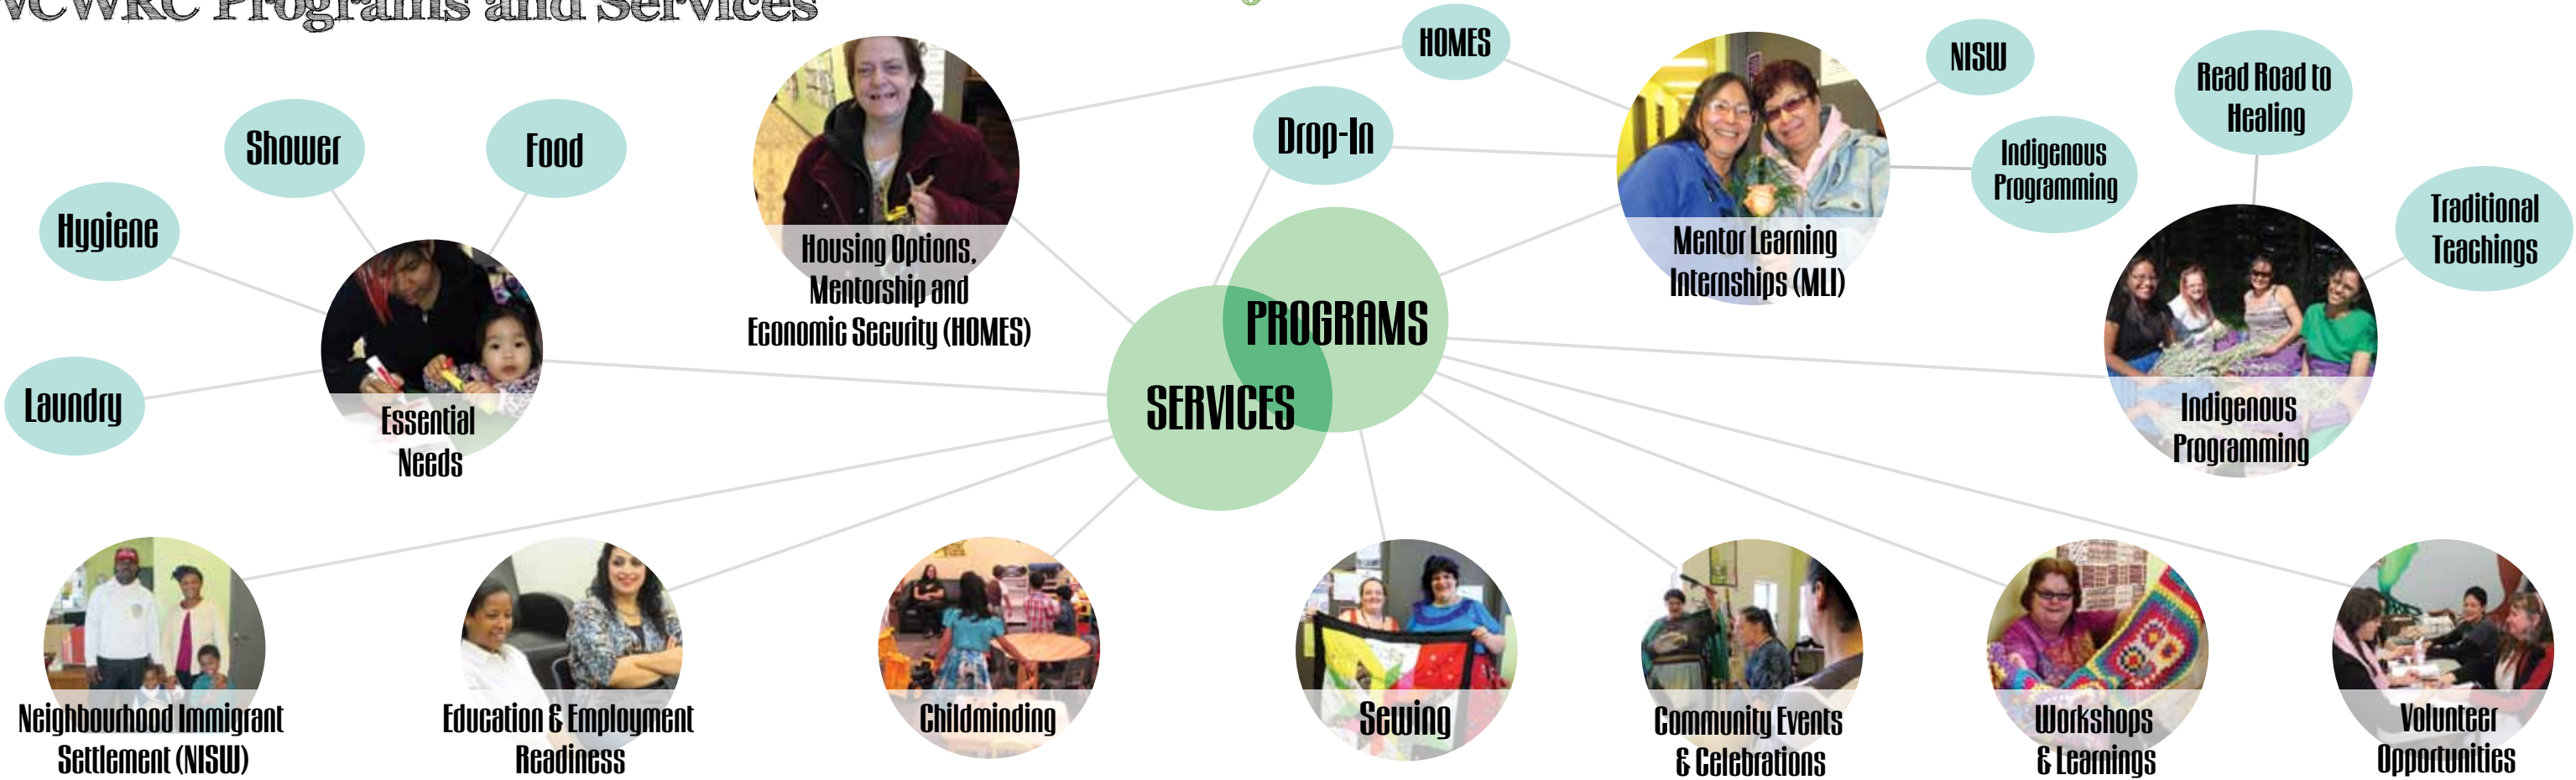 NCWRC Programs and Services
HOMES
NISW
Read Road to
Healing
Shower
Food
Drop-In
Indigenous
Programming
Hygiene
Traditional
Teachings
Housing Options,
Mentorship and
Economic Security (HOMES)
Mentor Learning
Internships (MLI)
PROGRAMS
SERVICES
Laundry
Essential
Needs
Indigenous
Programming
Neighbourhood Immigrant
Settlement (NISW)
Education & Employment
Readiness
Childminding
Sewing
Community Events
& Celebrations
Workshops
& Learnings
Volunteer
Opportunities